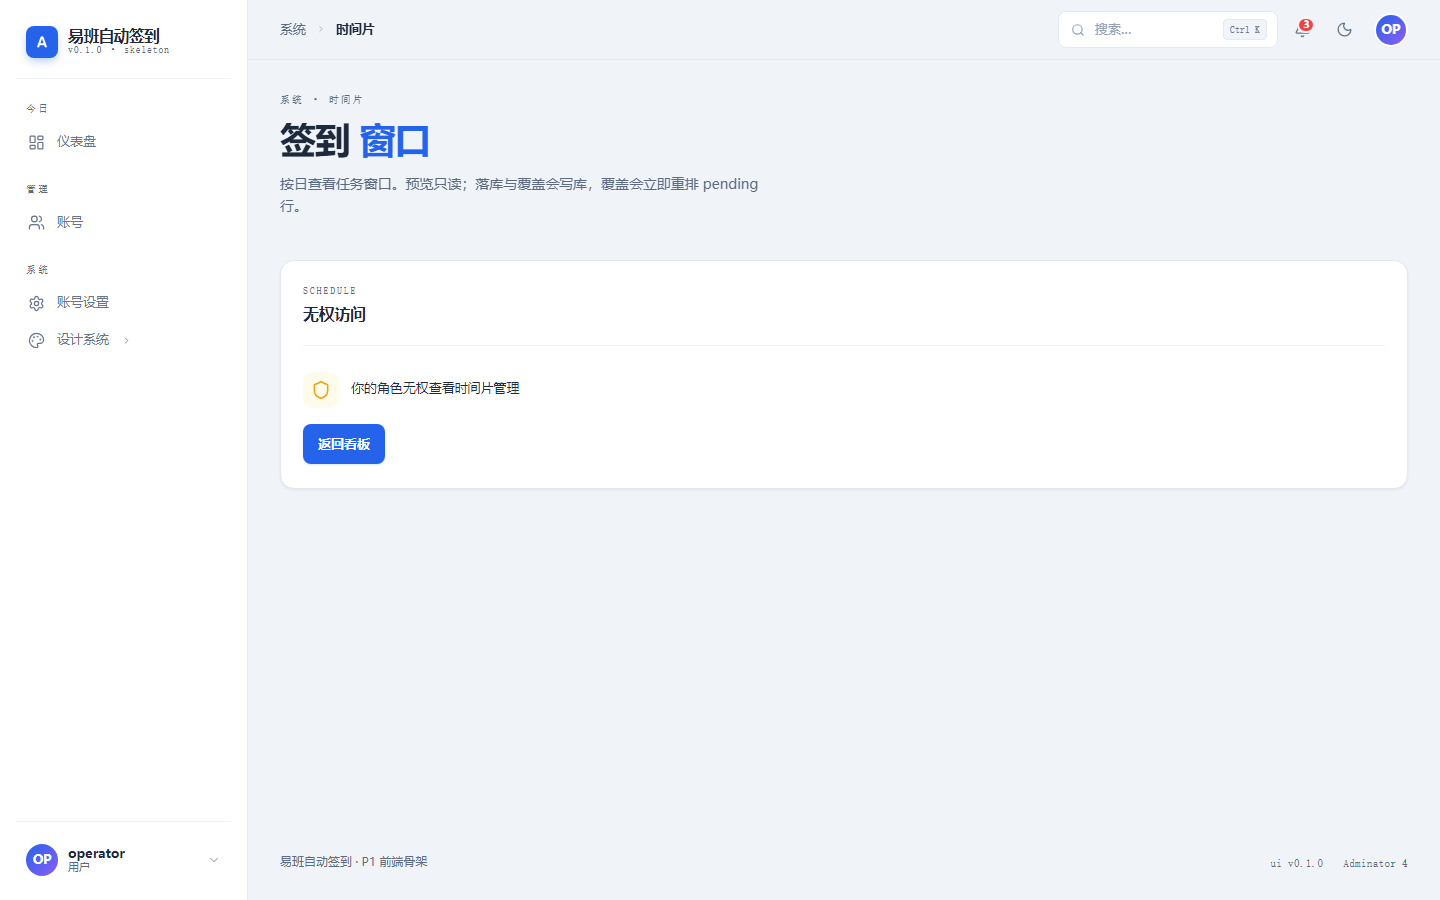 A
易班自动签到
v0.1.0 • skeleton
今日
仪表盘
管理
账号
系统
账号设置
设计系统
OP
operator
用户
系统
时间片
搜索...
Ctrl K
3
OP
系统 • 时间片
签到 窗口
按日查看任务窗口。预览只读；落库与覆盖会写库，覆盖会立即重排 pending
行。
SCHEDULE
无权访问
你的角色无权查看时间片管理
返回看板
易班自动签到 · P1 前端骨架
ui v0.1.0
Adminator 4